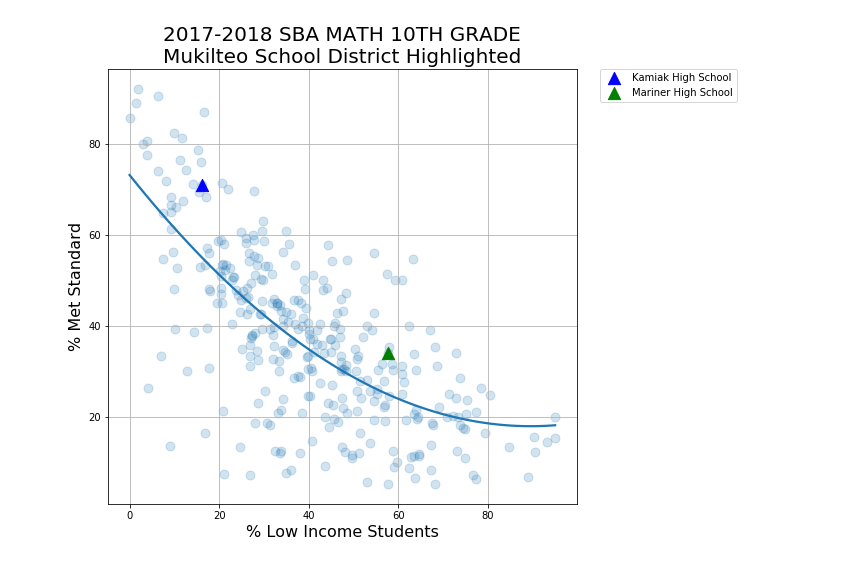 2017-2018 SBA MATH 10TH GRADE
Mukilteo School District Highlighted
Kamiak High School
Mariner High School
% Met Standard
80
60
40
20
0
20
40
60
80
% Low Income Students